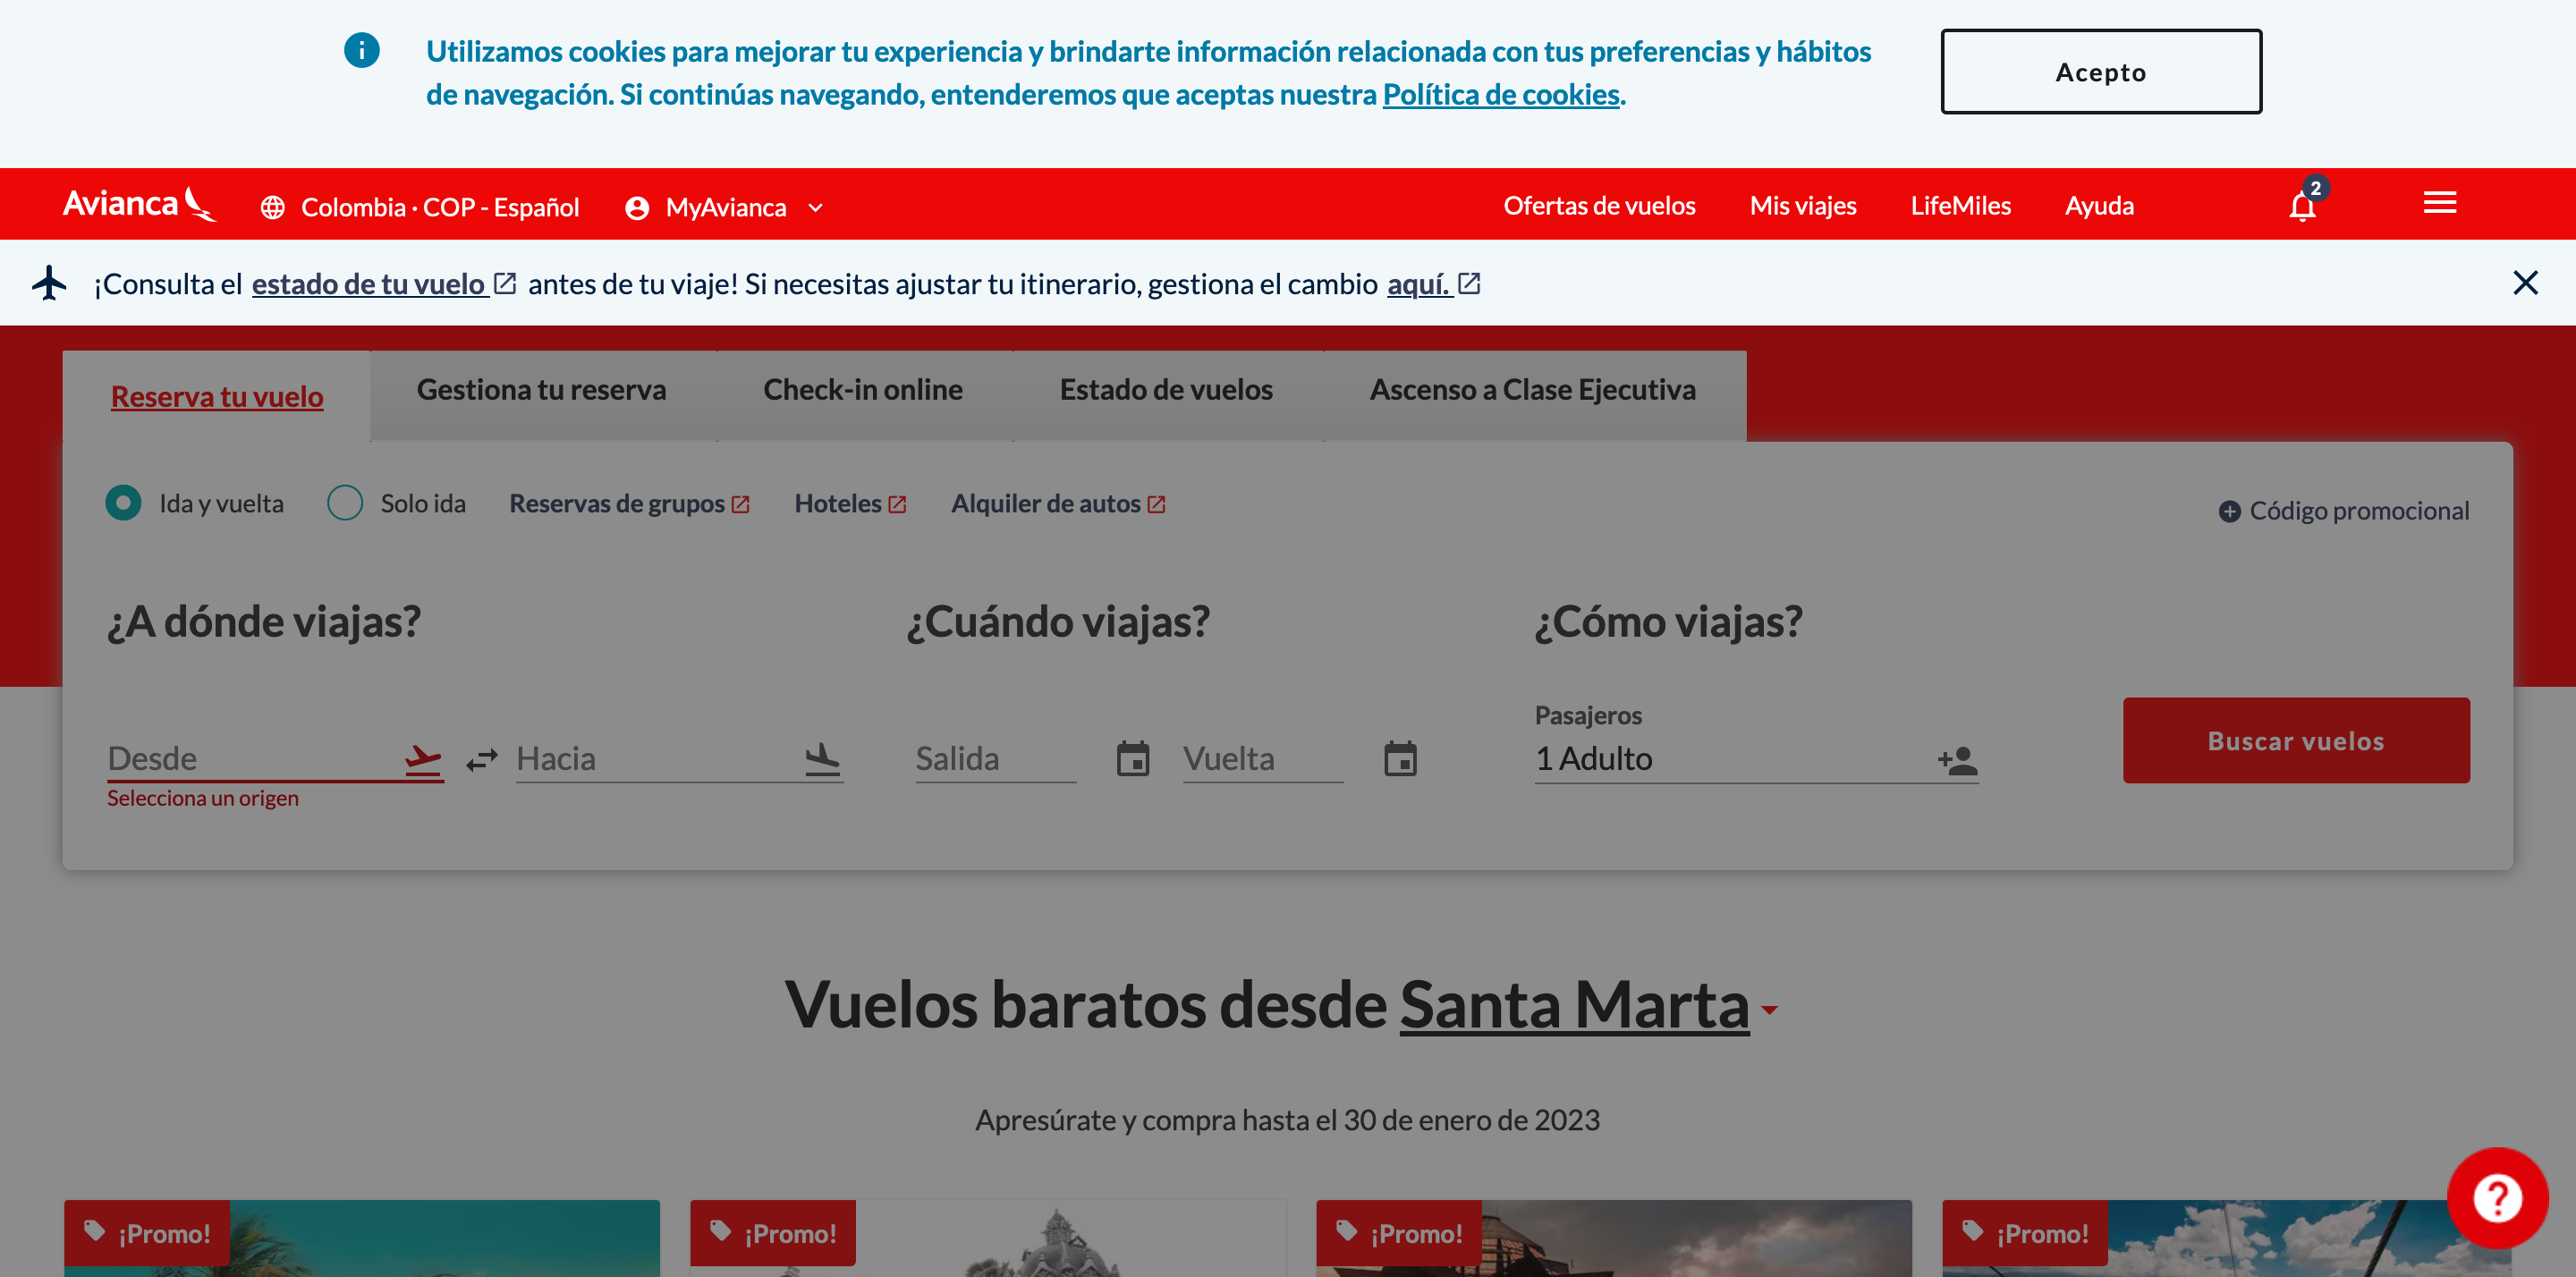 Utilizamos cookies para mejorar tu experiencia y brindarte información relacionada con tus preferencias y hábitos
de navegación. Si continúas navegando, entenderemos que aceptas nuestra Política de cookies.
Acepto
Avianca
Colombia · COP - Español
MyAvianca
Ofertas de vuelos
Mis viajes
LifeMiles
Ayuda
2
¡Consulta el estado de tu vuelo antes de tu viaje! Si necesitas ajustar tu itinerario, gestiona el cambio aquí.
Reserva tu vuelo
Gestiona tu reserva
Check-in online
Estado de vuelos
Ascenso a Clase Ejecutiva
Ida y vuelta
Solo ida
Reservas de grupos
Hoteles
Alquiler de autos
Código promocional
¿A dónde viajas?
¿Cuándo viajas?
¿Cómo viajas?
Pasajeros
Desde
Hacia
Salida
Vuelta
1 Adulto
Buscar vuelos
Selecciona un origen
Vuelos baratos desde Santa Marta
Apresúrate y compra hasta el 30 de enero de 2023
¡Promo!
¡Promo!
¡Promo!
¡Promo!